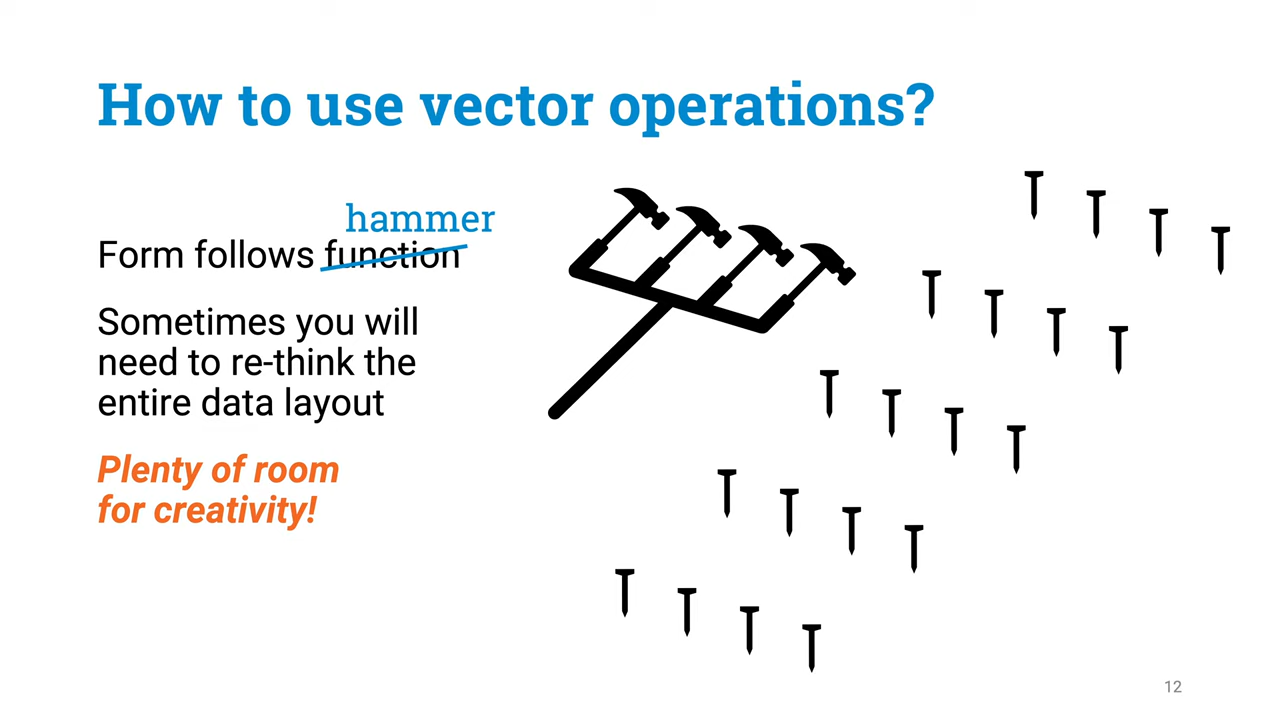 How to use vector operations?
hammer
Form follows function
Sometimes you will
need to re-think the
entire data layout
Plenty of room
for creativity!
12